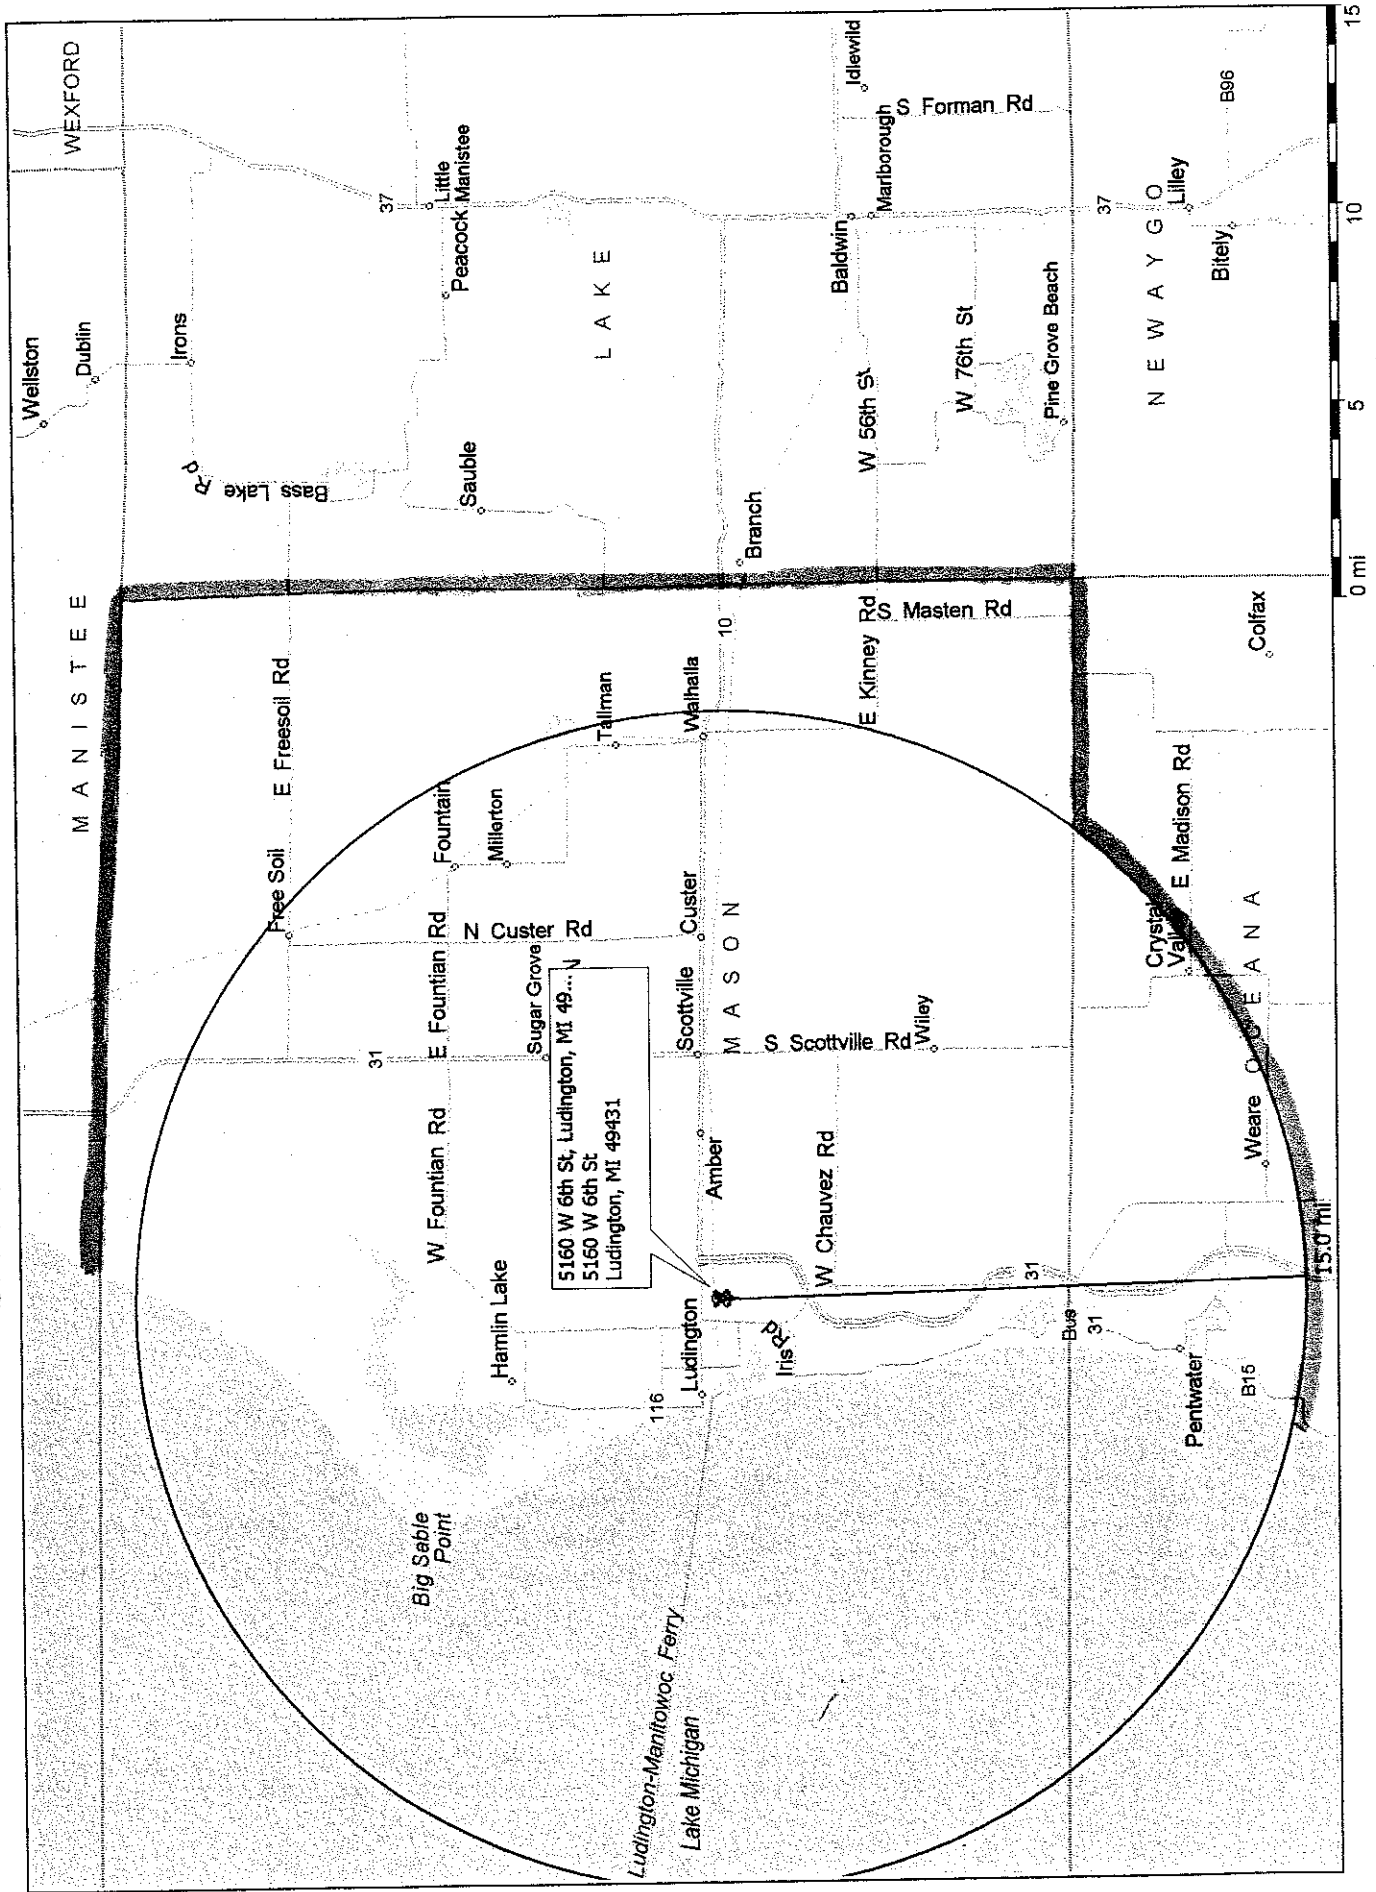 WEXFORD
MANISTEE
Wellston
Dublin
Irons
Bass Lake Rd
Free Soil
E Freesoil Rd
37
Little
Manistee
Peacock
Sauble
Big Sable
Point
W Fountian Rd
E Fountian Rd
Fountain
Millerton
31
Hamlin Lake
Sugar Grove
N Custer Rd
Tallman
LAKE
5160 W 6th St, Ludington, MI 49...
5160 W 6th St
Ludington, MI 49431
N
116
Ludington-Manitowoc Ferry
Lake Michigan
Ludington
Amber
Scottville
Custer
Walhalla
10
MASON
Branch
Baldwin
Idlewild
Marlborough
Iris Rd
W Chauvez Rd
S Scottville Rd
Wiley
E Kinney Rd
S Masten Rd
W 56th St
W 76th St
S Forman Rd
31
Bus
31
Pine Grove Beach
37
NEWAYGO
Pentwater
Crystal
Valley
E Madison Rd
Lilley
B15
Weare
OCEANA
Colfax
Bitely
B96
15.0 mi
0 mi
5
10
15